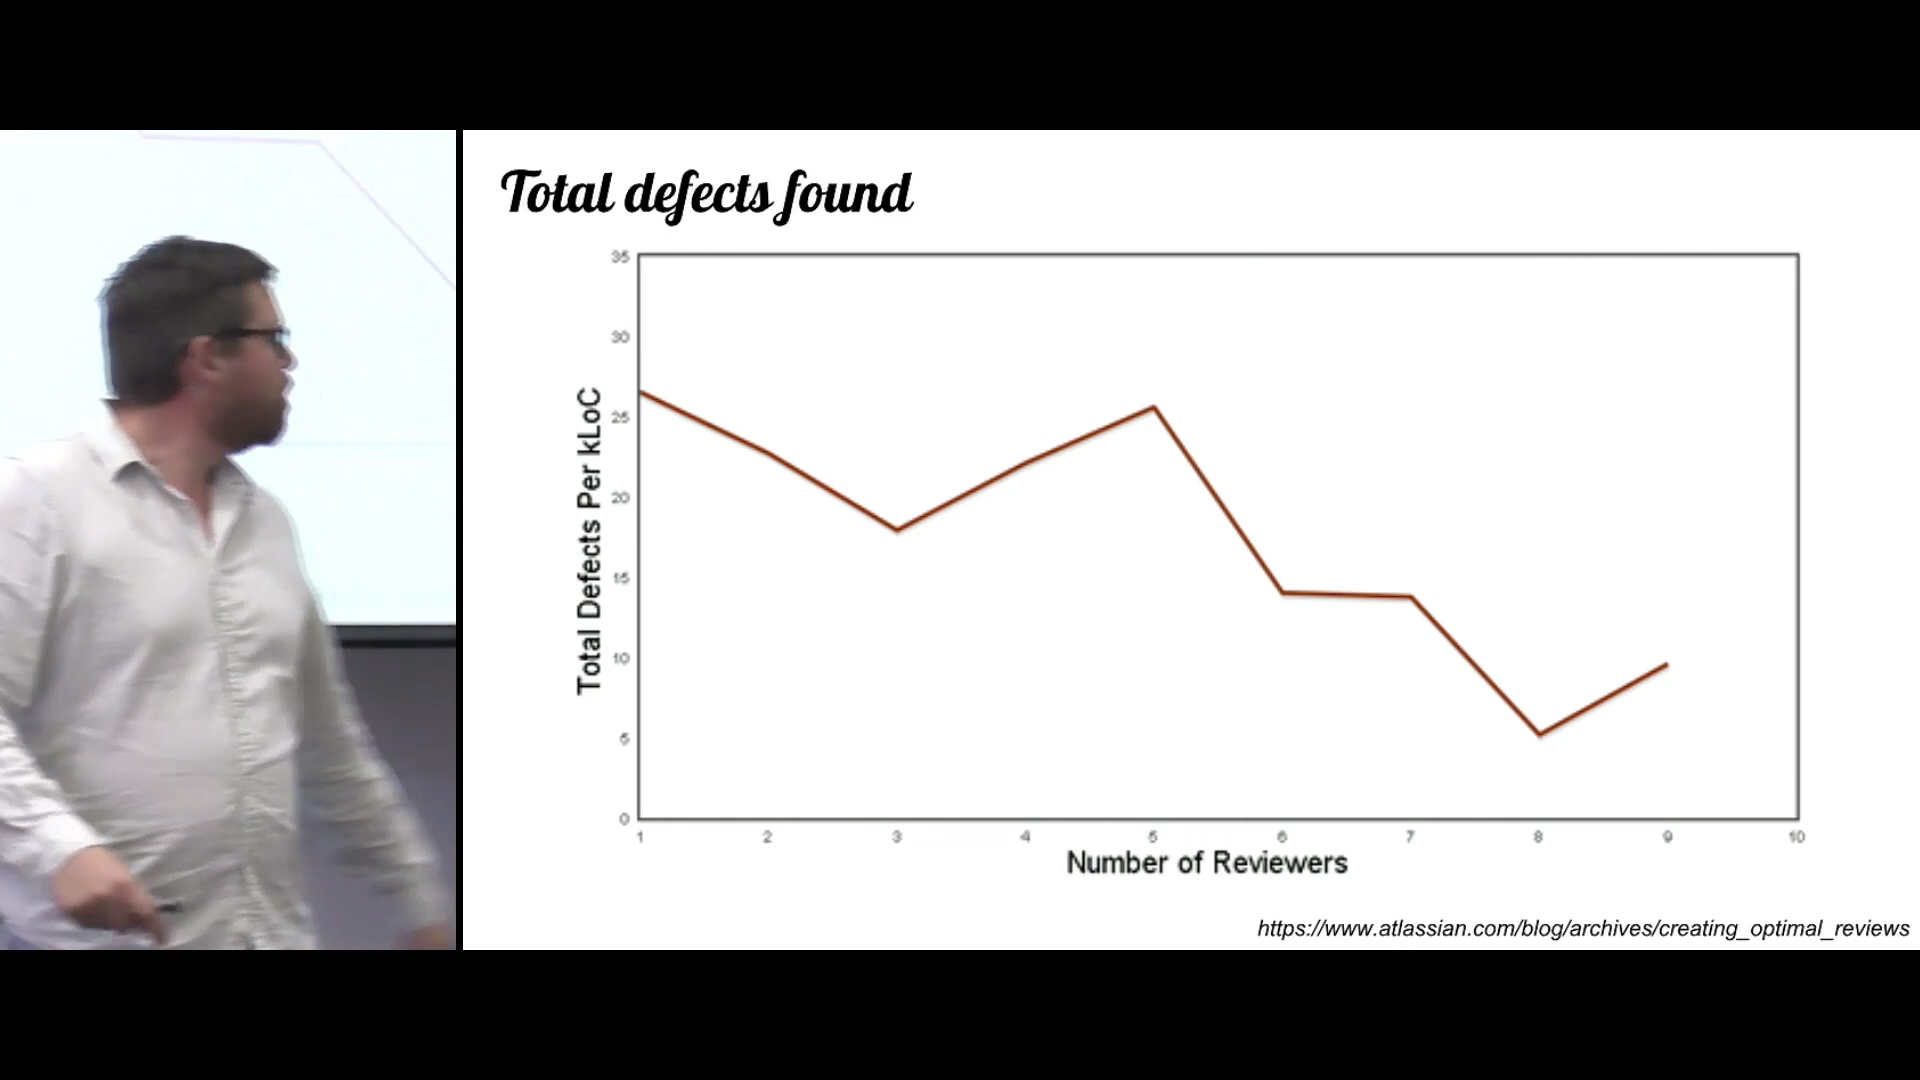 Total defects found
35
30
25
20
15
10
5
0
Total Defects Per kLoC
1 2 3 4 5 6 7 8 9 10
Number of Reviewers
https://www.atlassian.com/blog/archives/creating_optimal_reviews